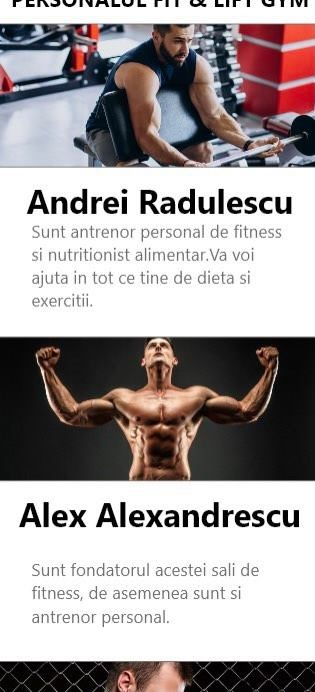 PERSONALUL FIT & LIFT GYM
Andrei Radulescu
Sunt antrenor personal de fitness
si nutritionist alimentar.Va voi
ajuta in tot ce tine de dieta si
exercitii.
Alex Alexandrescu
Sunt fondatorul acestei sali de
fitness, de asemenea sunt si
antrenor personal.